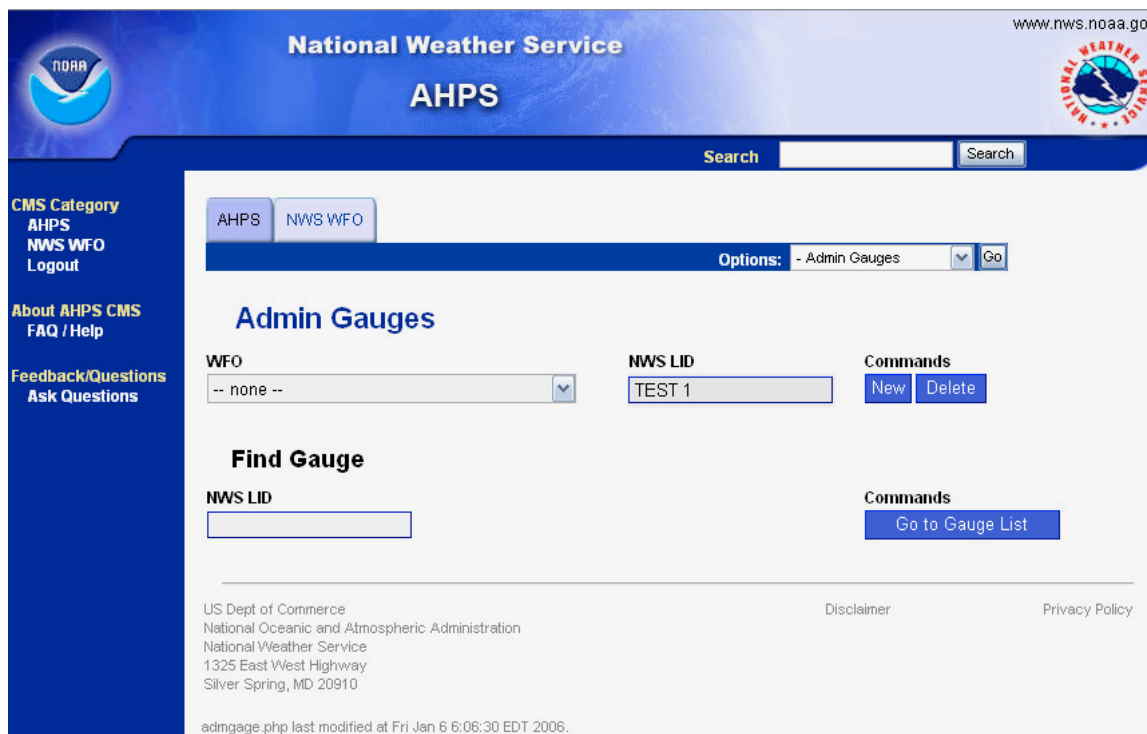 www.nws.noaa.go
National Weather Service
AHPS
NOAA
NATIONAL WEATHER SERVICE
Search Search
CMS Category
AHPS
NWS WFO
Logout
About AHPS CMS
FAQ / Help
Feedback/Questions
Ask Questions
AHPS NWS WFO
Options: - Admin Gauges Go
Admin Gauges
WFO NWS LID Commands
-- none -- TEST 1 New Delete
Find Gauge
NWS LID Commands
Go to Gauge List
US Dept of Commerce Disclaimer Privacy Policy
National Oceanic and Atmospheric Administration
National Weather Service
1325 East West Highway
Silver Spring, MD 20910
admgage.php last modified at Fri Jan 6 6:06:30 EDT 2006.